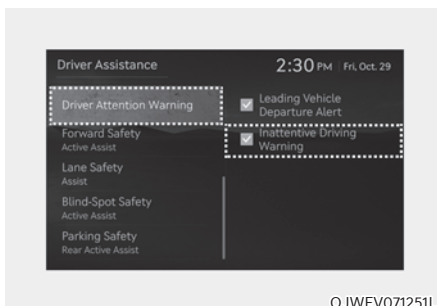 Driver Assistance
2:30 PM Fri, Oct. 29
Driver Attention Warning
Forward Safety
Active Assist
Lane Safety
Assist
Blind-Spot Safety
Active Assist
Parking Safety
Rear Active Assist
Leading Vehicle
Departure Alert
Inattentive Driving
Warning
OJWEV071251L